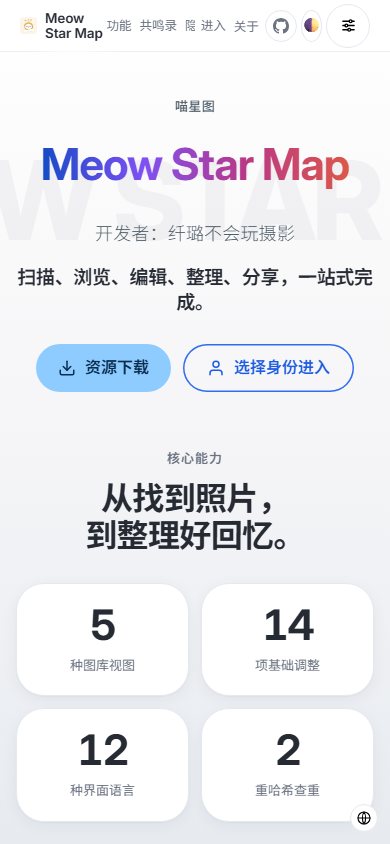 Meow
Star Map
功能 共鸣录 隐 进入 关于
喵星图
W STAR
Meow Star Map
开发者：纤璐不会玩摄影
扫描、浏览、编辑、整理、分享，一站式完
成。
资源下载 选择身份进入
核心能力
从找到照片，
到整理好回忆。
5 14
种图库视图 项基础调整
12 2
种界面语言 重哈希查重